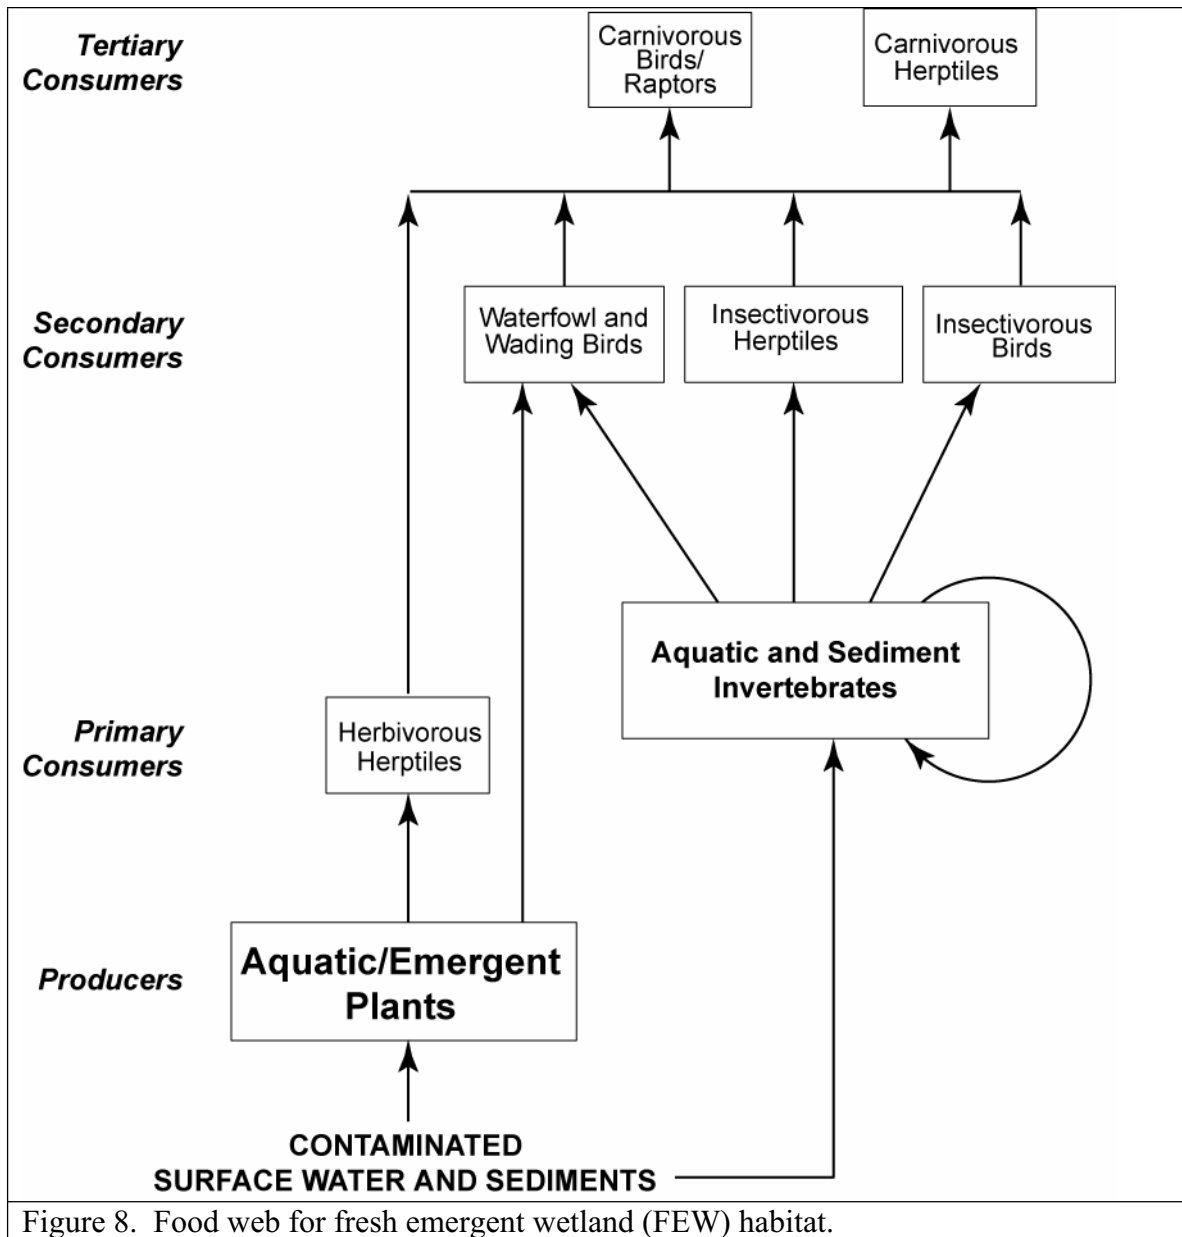 Tertiary
Consumers
Carnivorous
Birds/
Raptors
Carnivorous
Herptiles
Secondary
Consumers
Waterfowl and
Wading Birds
Insectivorous
Herptiles
Insectivorous
Birds
Aquatic and Sediment
Invertebrates
Primary
Consumers
Herbivorous
Herptiles
Producers
Aquatic/Emergent
Plants
CONTAMINATED
SURFACE WATER AND SEDIMENTS
Figure 8. Food web for fresh emergent wetland (FEW) habitat.